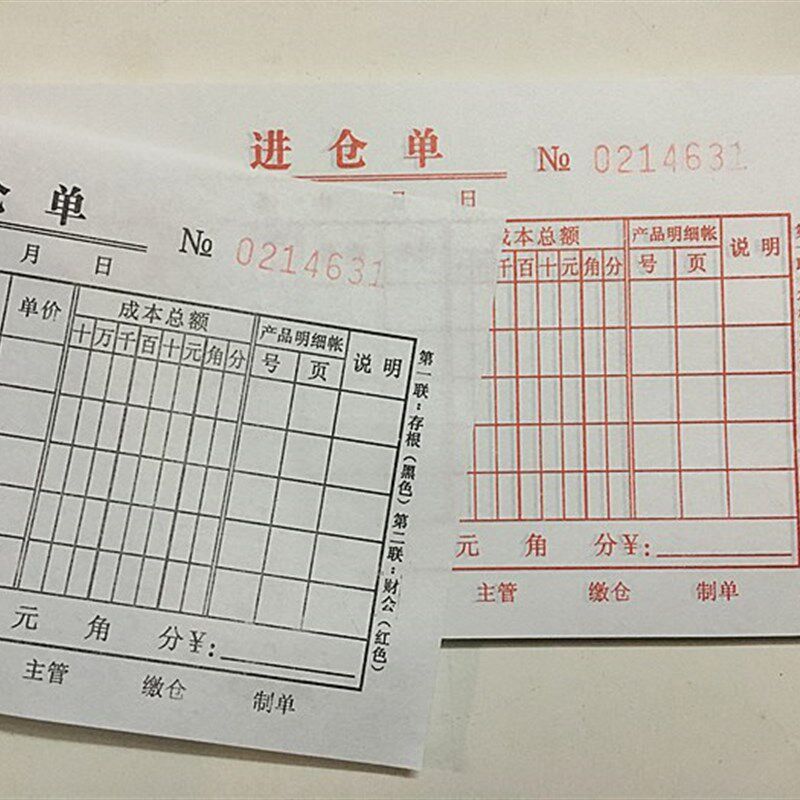 进仓单
№ 0214631
月 日
成本总额
产品明细帐
说明
千百十元角分
号 页
元 角 分¥:
主管 缴仓 制单
仓单
№ 0214631
月 日
单价
成本总额
产品明细帐
说明
十万千百十元角分
号 页
第一联:存根(黑色) 第二联:财会(红色)
元 角 分¥:
主管 缴仓 制单